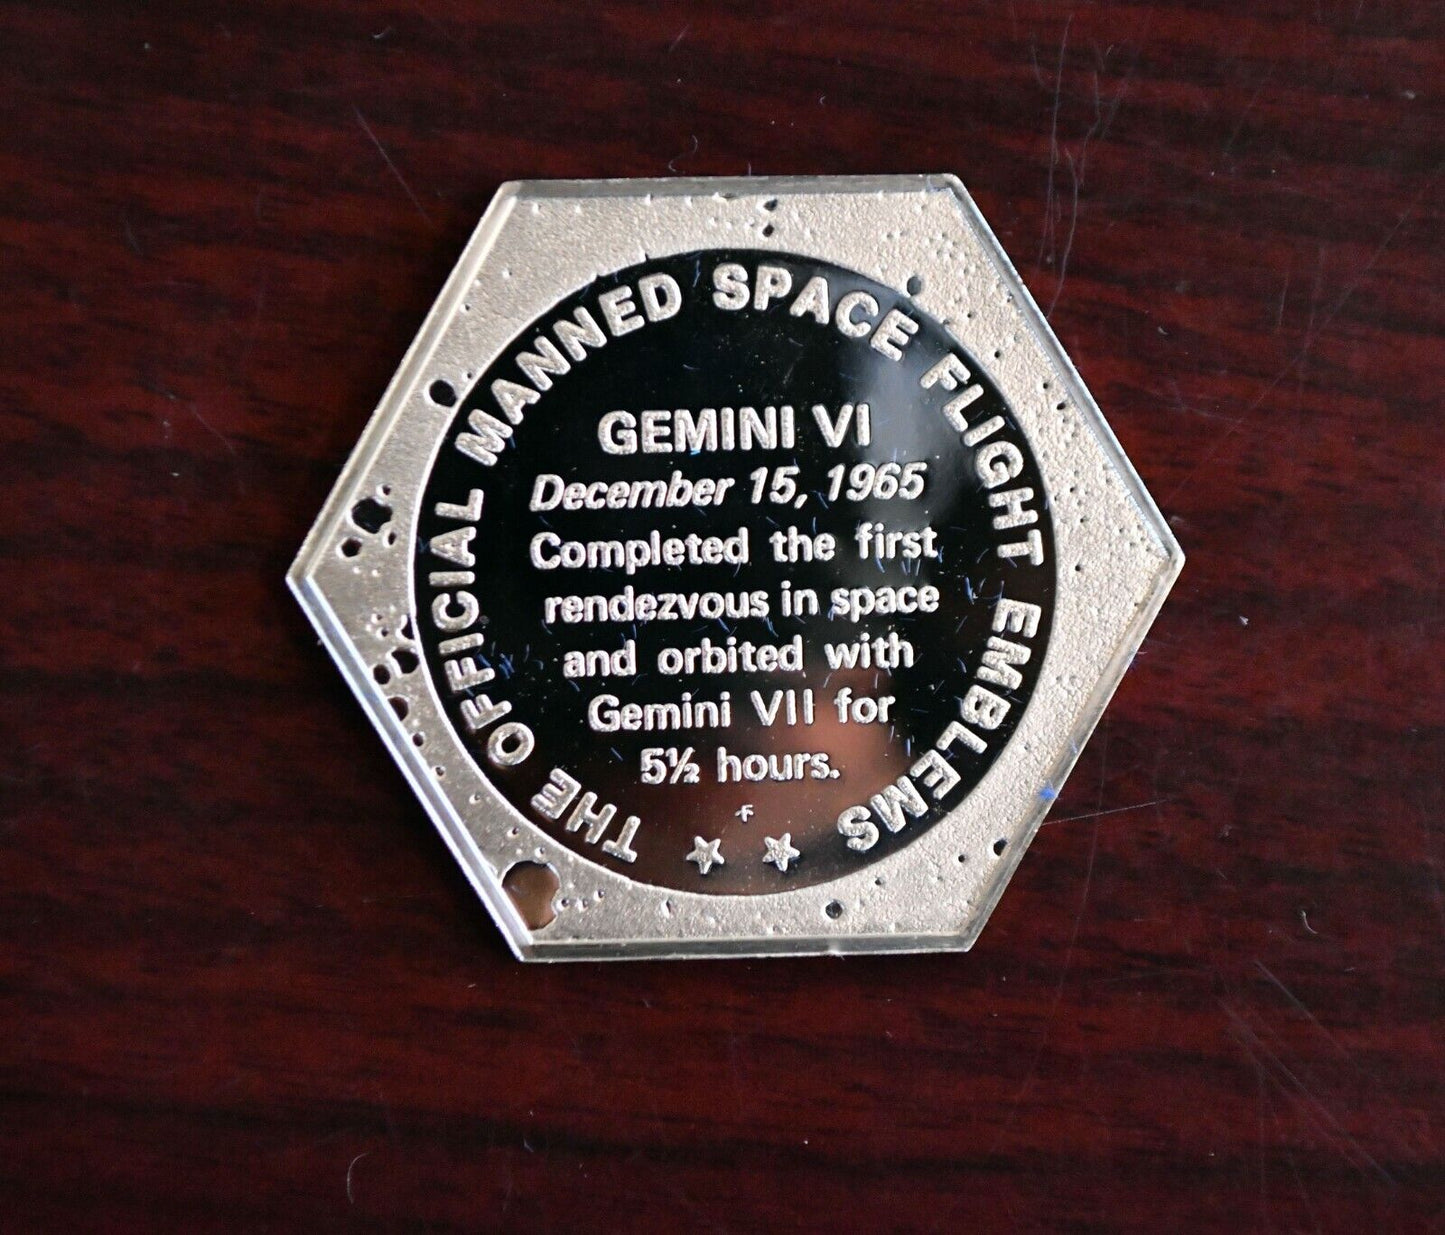 THE OFFICIAL MANNED SPACE FLIGHT EMBLEMS
GEMINI VI
December 15, 1965
Completed the first
rendezvous in space
and orbited with
Gemini VII for
5½ hours.
F